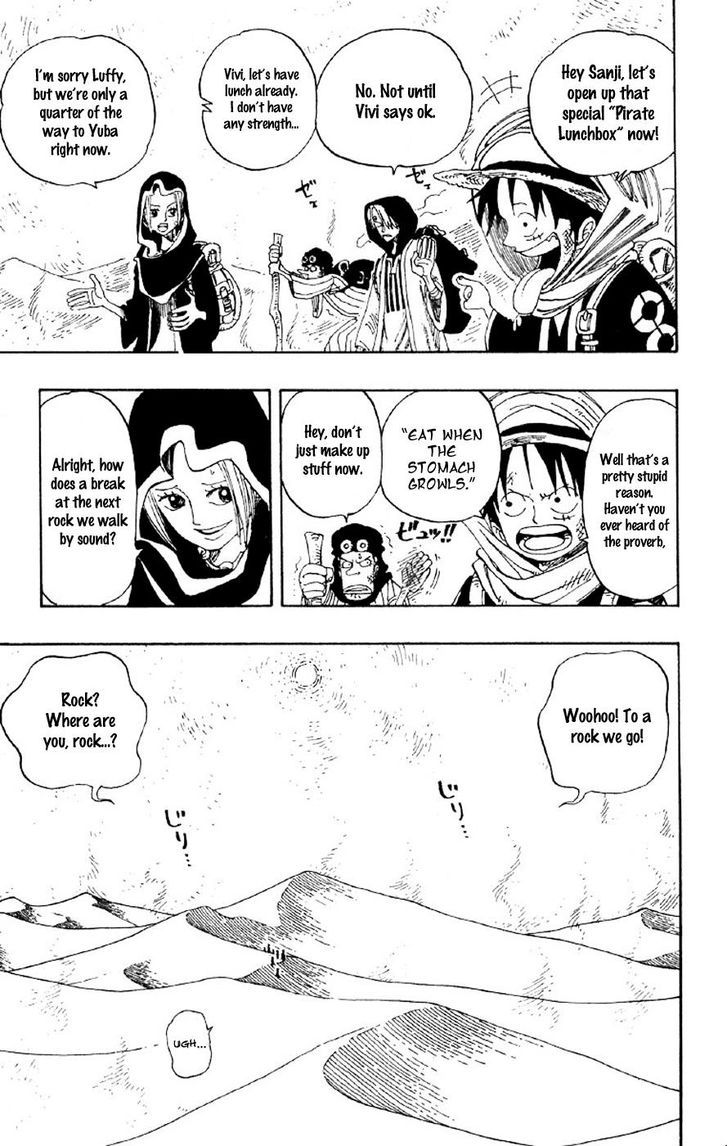 Hey Sanji, let's
open up that
special "Pirate
Lunchbox" now!
No. Not until
Vivi says ok.
Vivi, let's have
lunch already.
I don't have
any strength...
I'm sorry Luffy,
but we're only a
quarter of the
way to Yuba
right now.
ゼェ
ゼェ
Well that's a
pretty stupid
reason.
Haven't you
ever heard of
the proverb,
"EAT WHEN
THE
STOMACH
GROWLS."
Hey, don't
just make up
stuff now.
ビュッ!!
Alright, how
does a break
at the next
rock we walk
by sound?
Woohoo! To a
rock we go!
Rock?
Where are
you, rock...?
じり...
じり...
UGH...